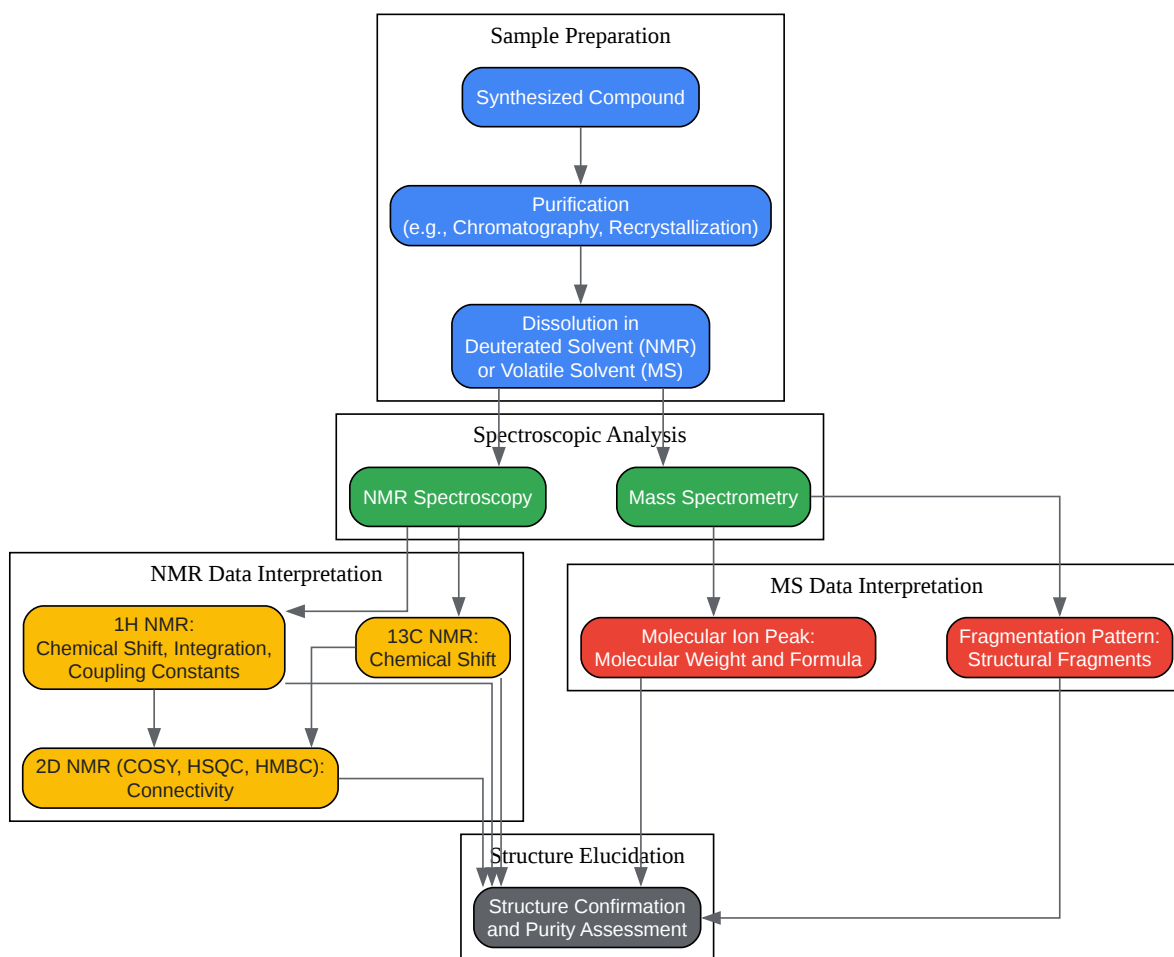 Sample Preparation
Synthesized Compound
Purification
(e.g., Chromatography, Recrystallization)
Dissolution in
Deuterated Solvent (NMR)
or Volatile Solvent (MS)
Spectroscopic Analysis
NMR Spectroscopy
Mass Spectrometry
NMR Data Interpretation
1H NMR:
Chemical Shift, Integration,
Coupling Constants
13C NMR:
Chemical Shift
2D NMR (COSY, HSQC, HMBC):
Connectivity
MS Data Interpretation
Molecular Ion Peak:
Molecular Weight and Formula
Fragmentation Pattern:
Structural Fragments
Structure Elucidation
Structure Confirmation
and Purity Assessment